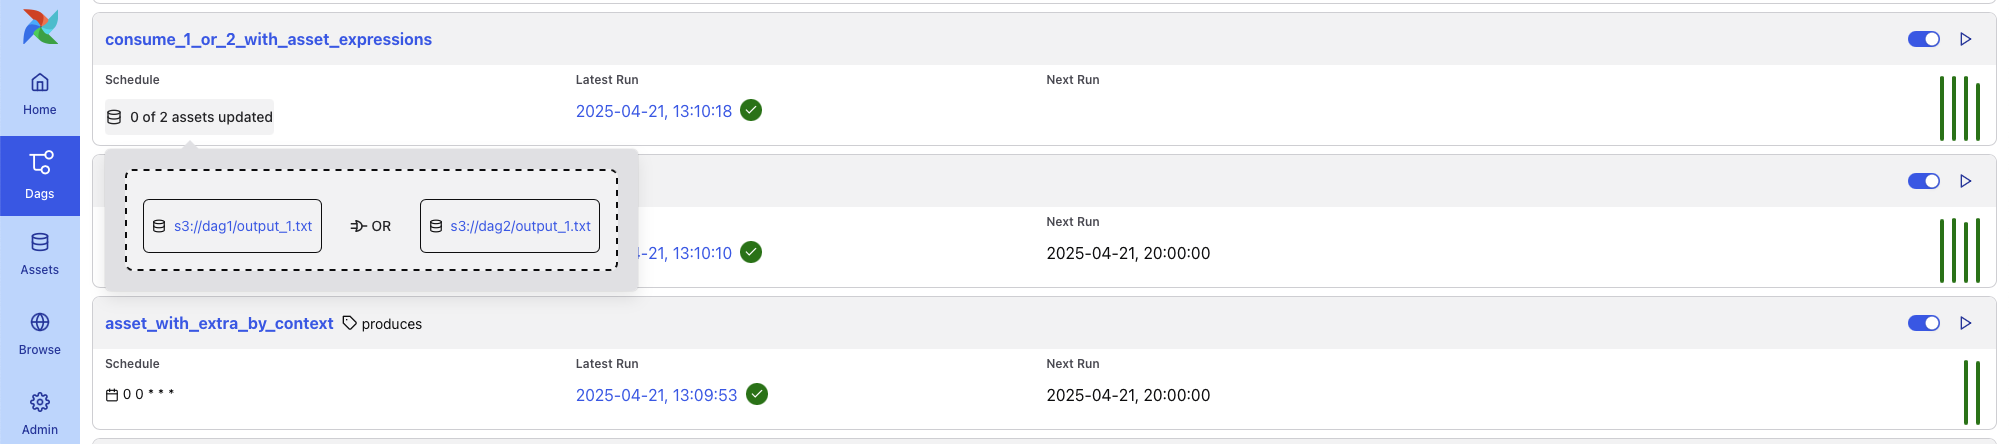 Home
Dags
Assets
Browse
Admin
consume_1_or_2_with_asset_expressions
Schedule
Latest Run
Next Run
0 of 2 assets updated
2025-04-21, 13:10:18
s3://dag1/output_1.txt
OR
s3://dag2/output_1.txt
Next Run
4-21, 13:10:10
2025-04-21, 20:00:00
asset_with_extra_by_context
produces
Schedule
Latest Run
Next Run
0 0 * * *
2025-04-21, 13:09:53
2025-04-21, 20:00:00